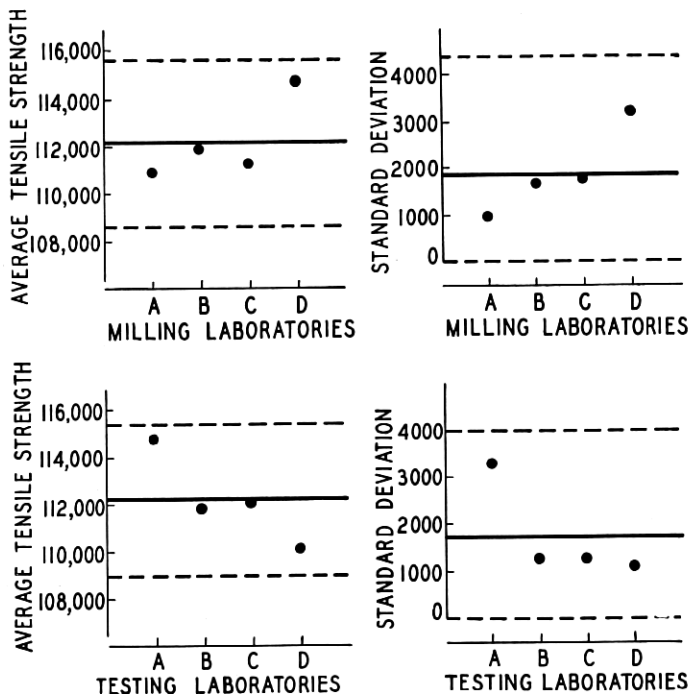 AVERAGE TENSILE STRENGTH
116,000
114,000
112,000
110,000
108,000
A B C D
MILLING LABORATORIES
STANDARD DEVIATION
4000
3000
2000
1000
0
A B C D
MILLING LABORATORIES
AVERAGE TENSILE STRENGTH
116,000
114,000
112,000
110,000
108,000
A B C D
TESTING LABORATORIES
STANDARD DEVIATION
4000
3000
2000
1000
0
A B C D
TESTING LABORATORIES